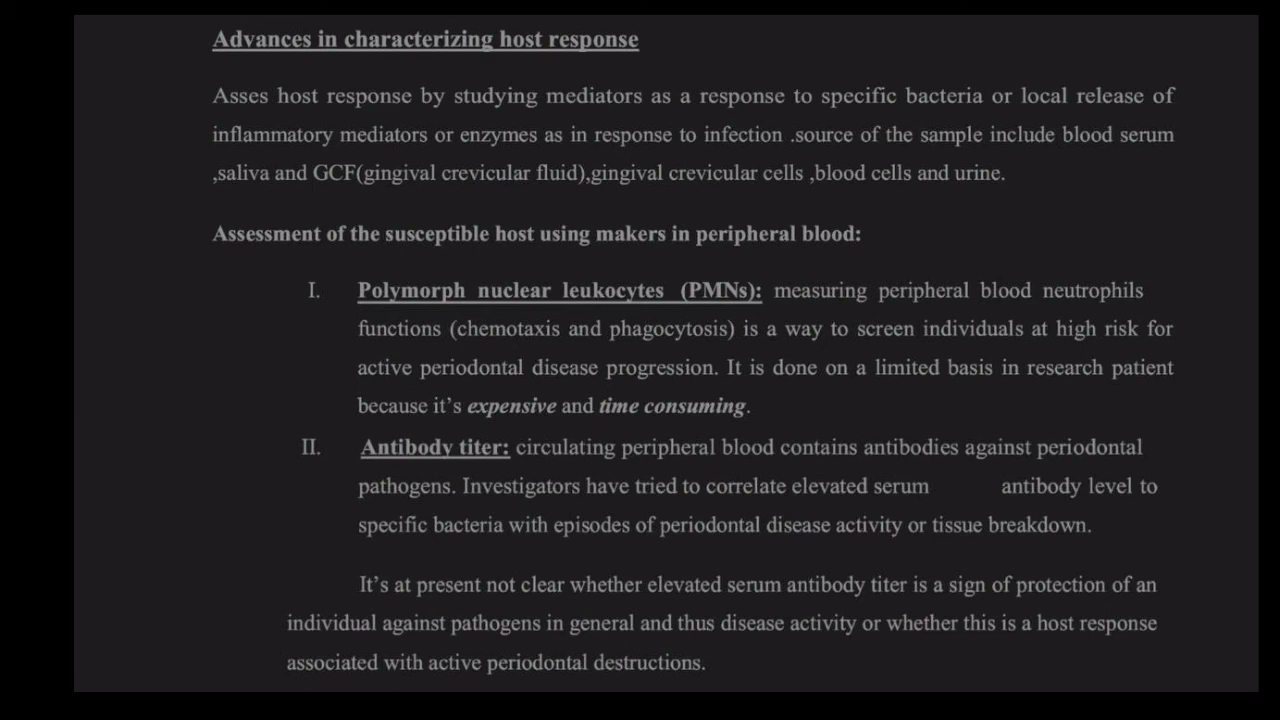 Advances in characterizing host response
Asses host response by studying mediators as a response to specific bacteria or local release of
inflammatory mediators or enzymes as in response to infection .source of the sample include blood serum
,saliva and GCF(gingival crevicular fluid),gingival crevicular cells ,blood cells and urine.
Assessment of the susceptible host using makers in peripheral blood:
I. Polymorph nuclear leukocytes (PMNs): measuring peripheral blood neutrophils
functions (chemotaxis and phagocytosis) is a way to screen individuals at high risk for
active periodontal disease progression. It is done on a limited basis in research patient
because it’s expensive and time consuming.
II. Antibody titer: circulating peripheral blood contains antibodies against periodontal
pathogens. Investigators have tried to correlate elevated serum antibody level to
specific bacteria with episodes of periodontal disease activity or tissue breakdown.
It’s at present not clear whether elevated serum antibody titer is a sign of protection of an
individual against pathogens in general and thus disease activity or whether this is a host response
associated with active periodontal destructions.